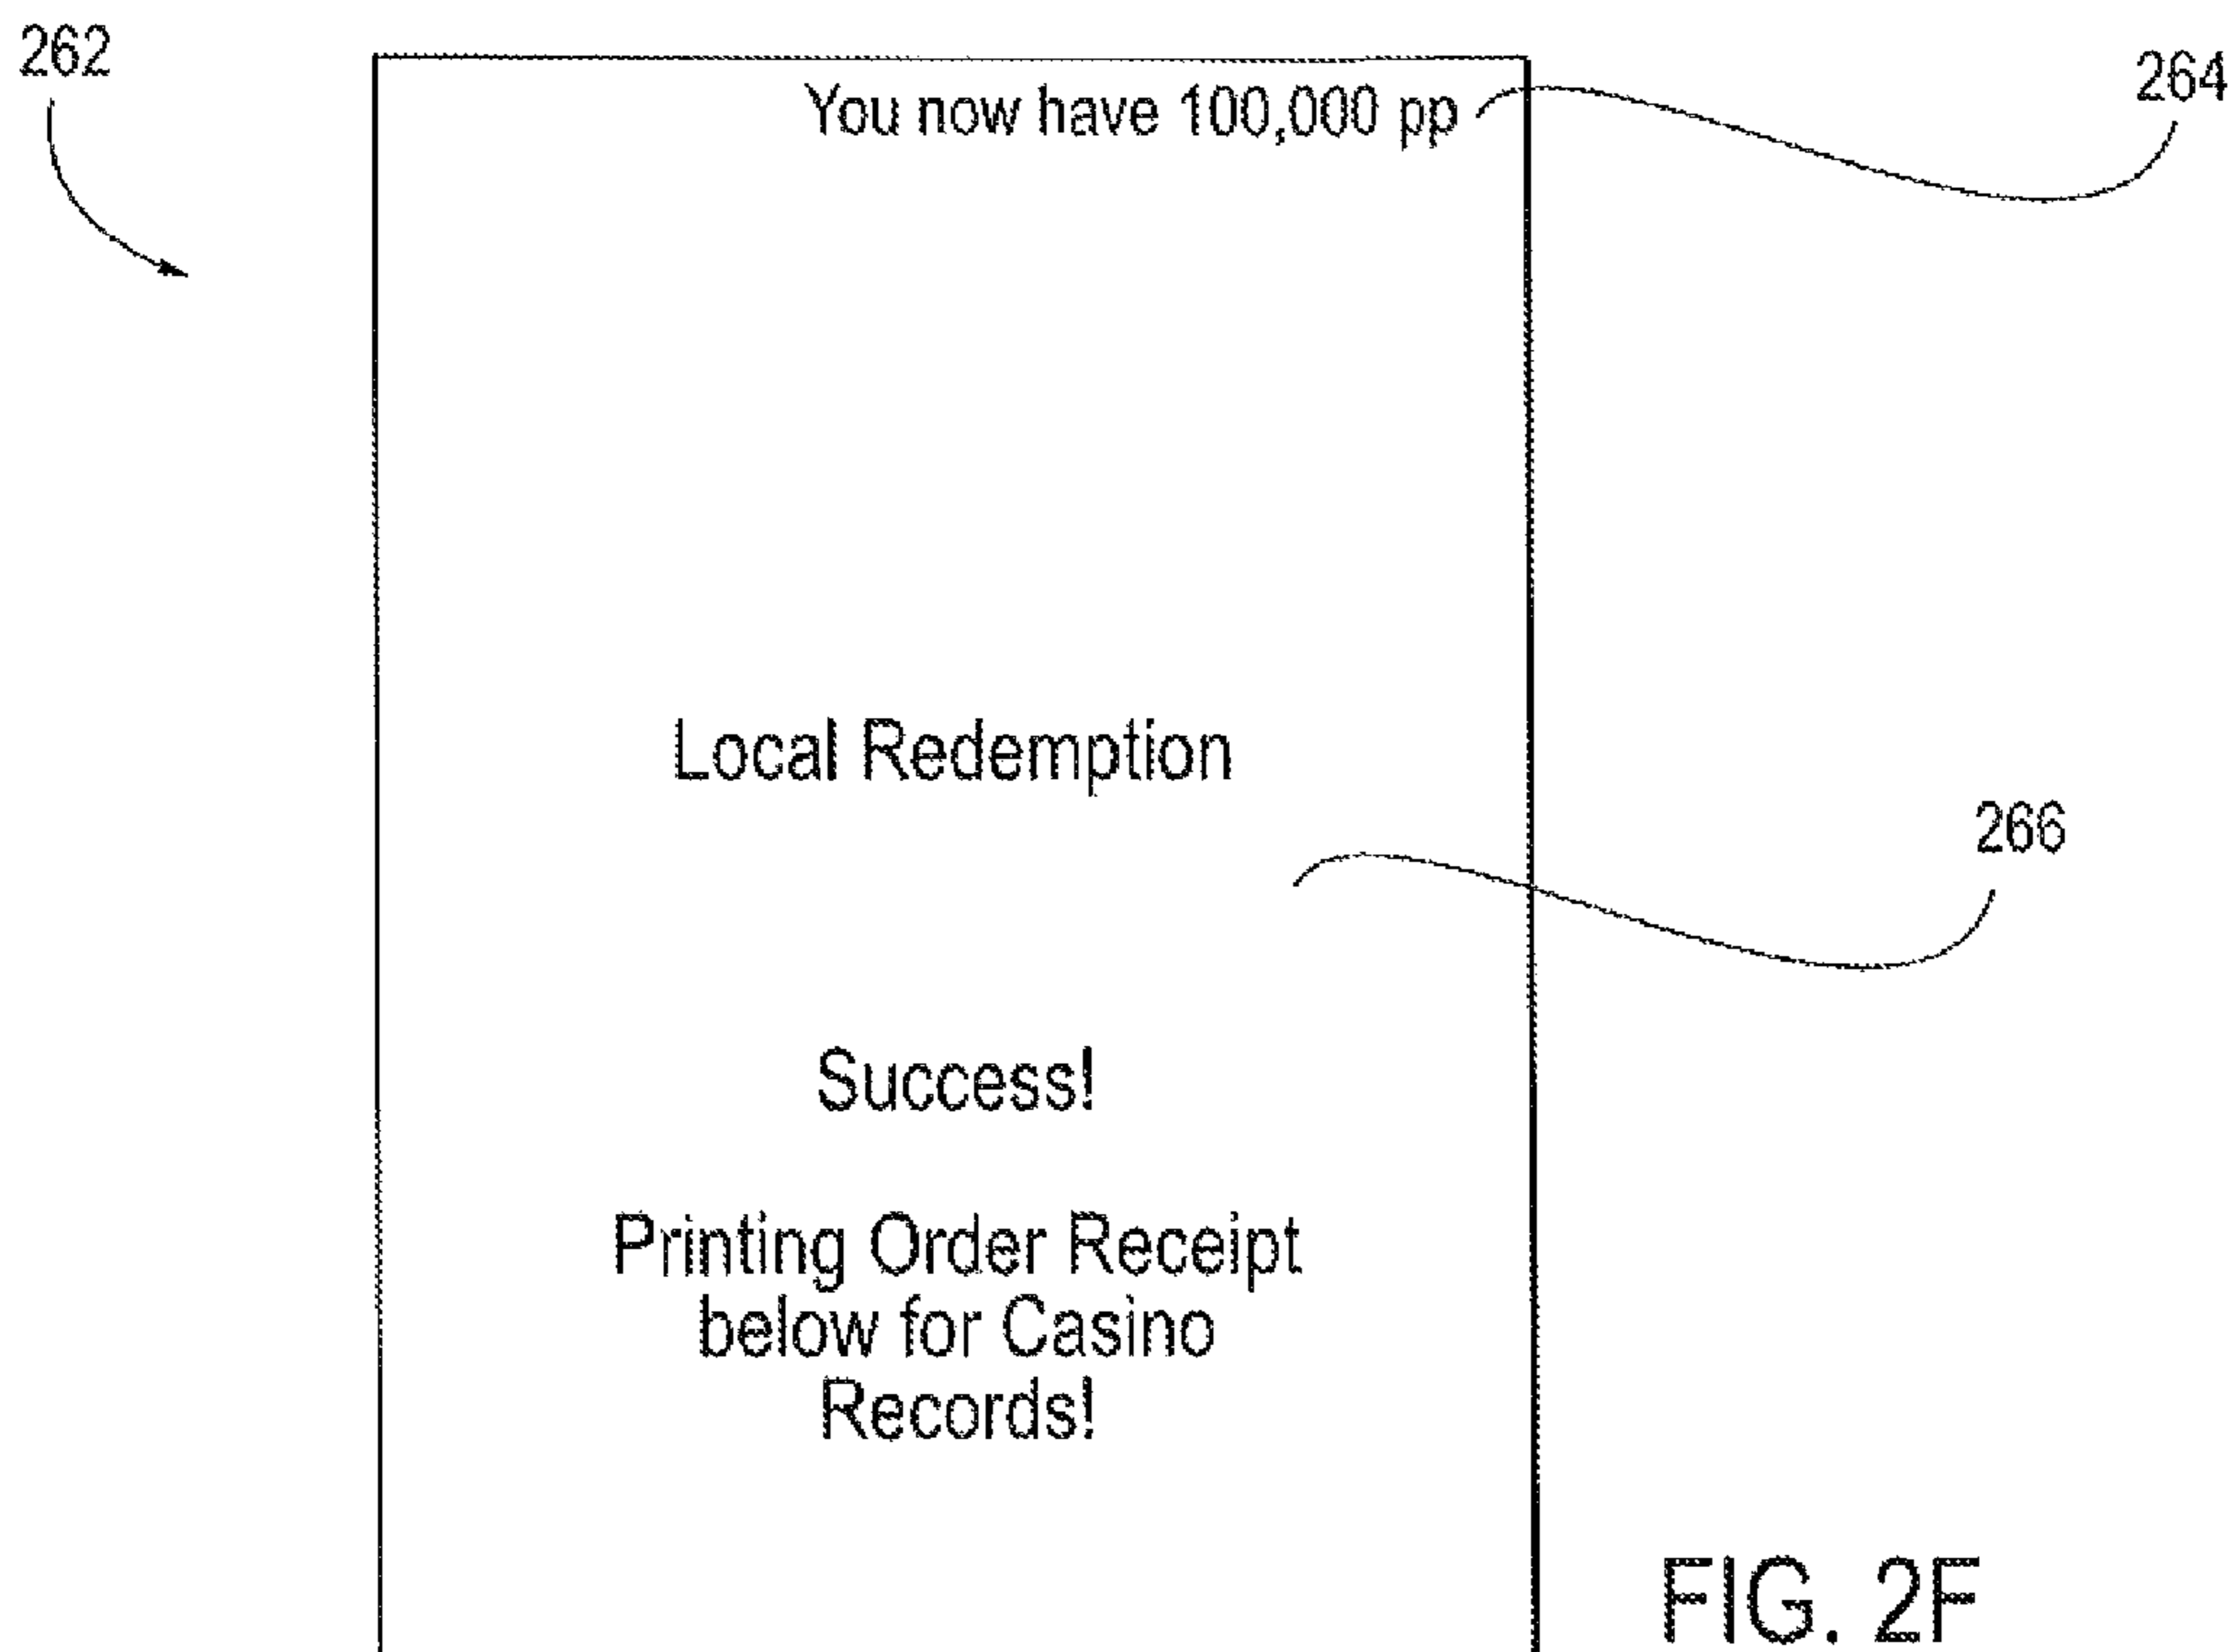 262
You now have 100,000 pp
264
Local Redemption
266
Success!
Printing Order Receipt
below for Casino
Records!
FIG. 2F